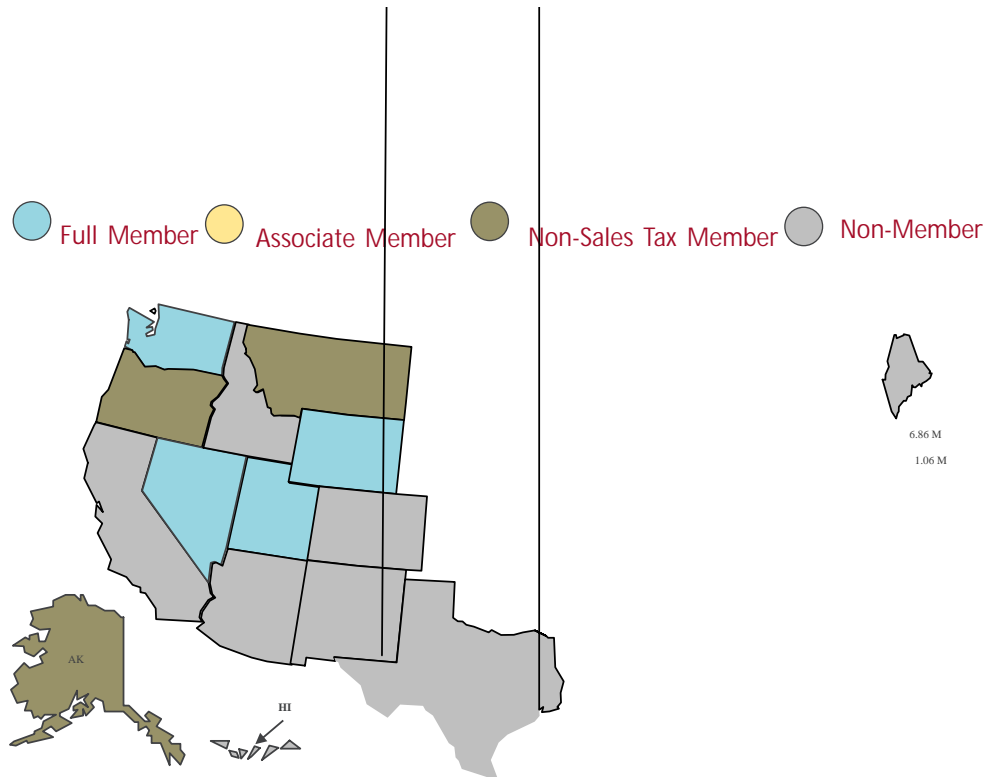 Full Member
Associate Member
Non-Sales Tax Member
Non-Member
6.86 M
1.06 M
AK
HI